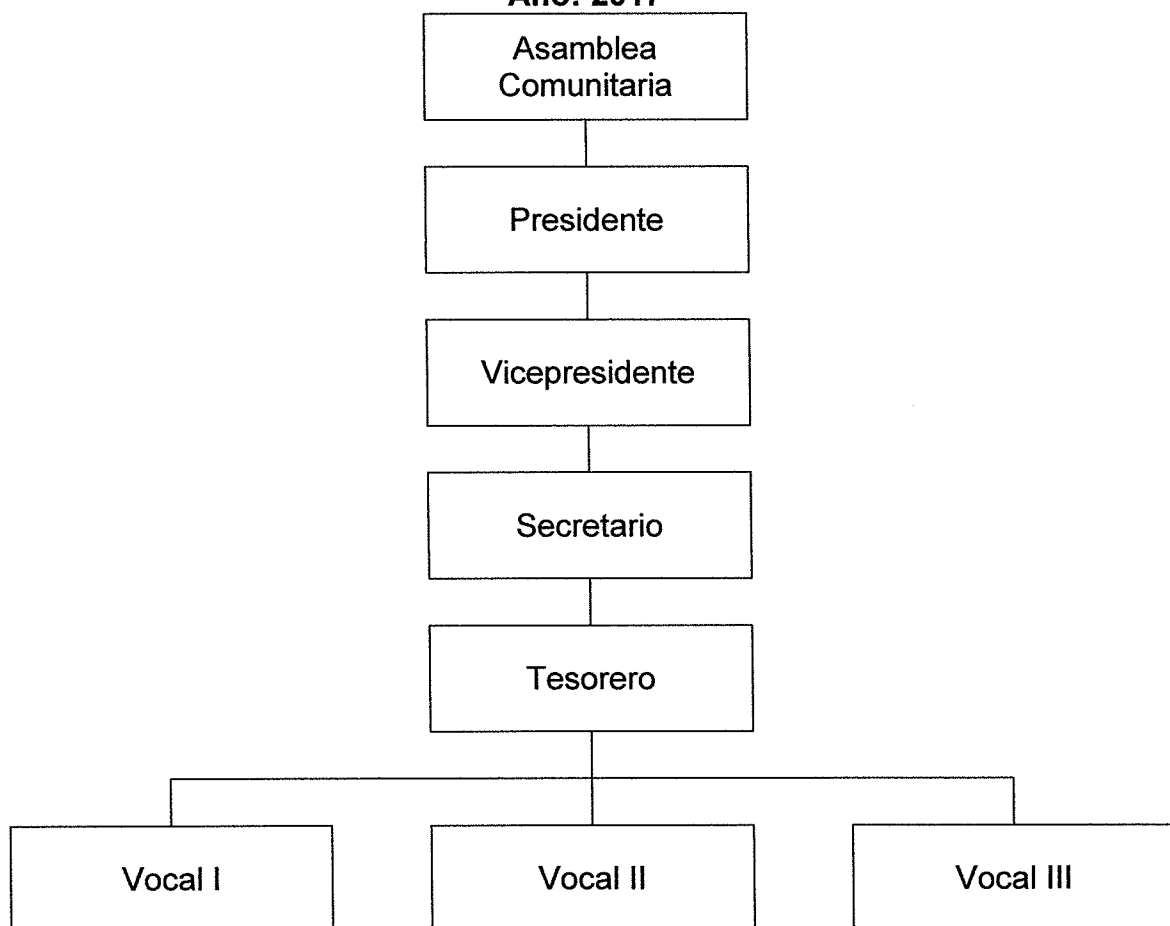 Año: 2017
Asamblea
Comunitaria
Presidente
Vicepresidente
Secretario
Tesorero
Vocal I
Vocal II
Vocal III